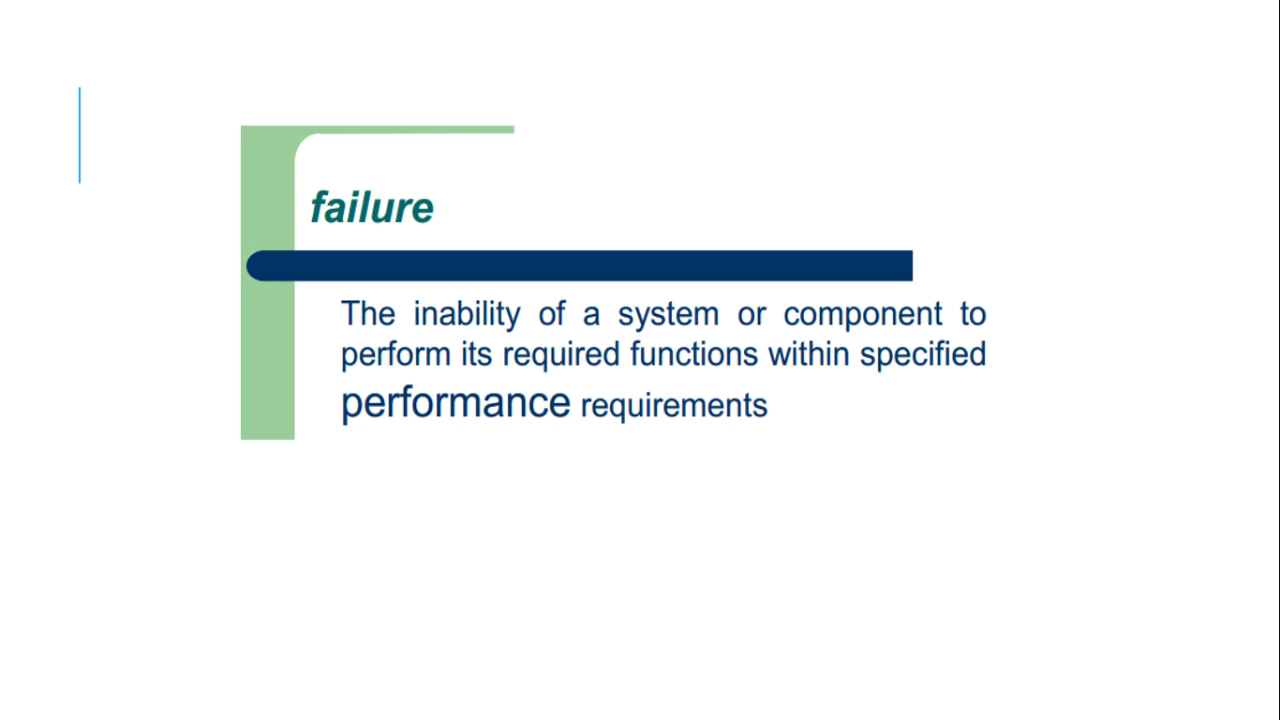 failure
The inability of a system or component to
perform its required functions within specified
performance requirements